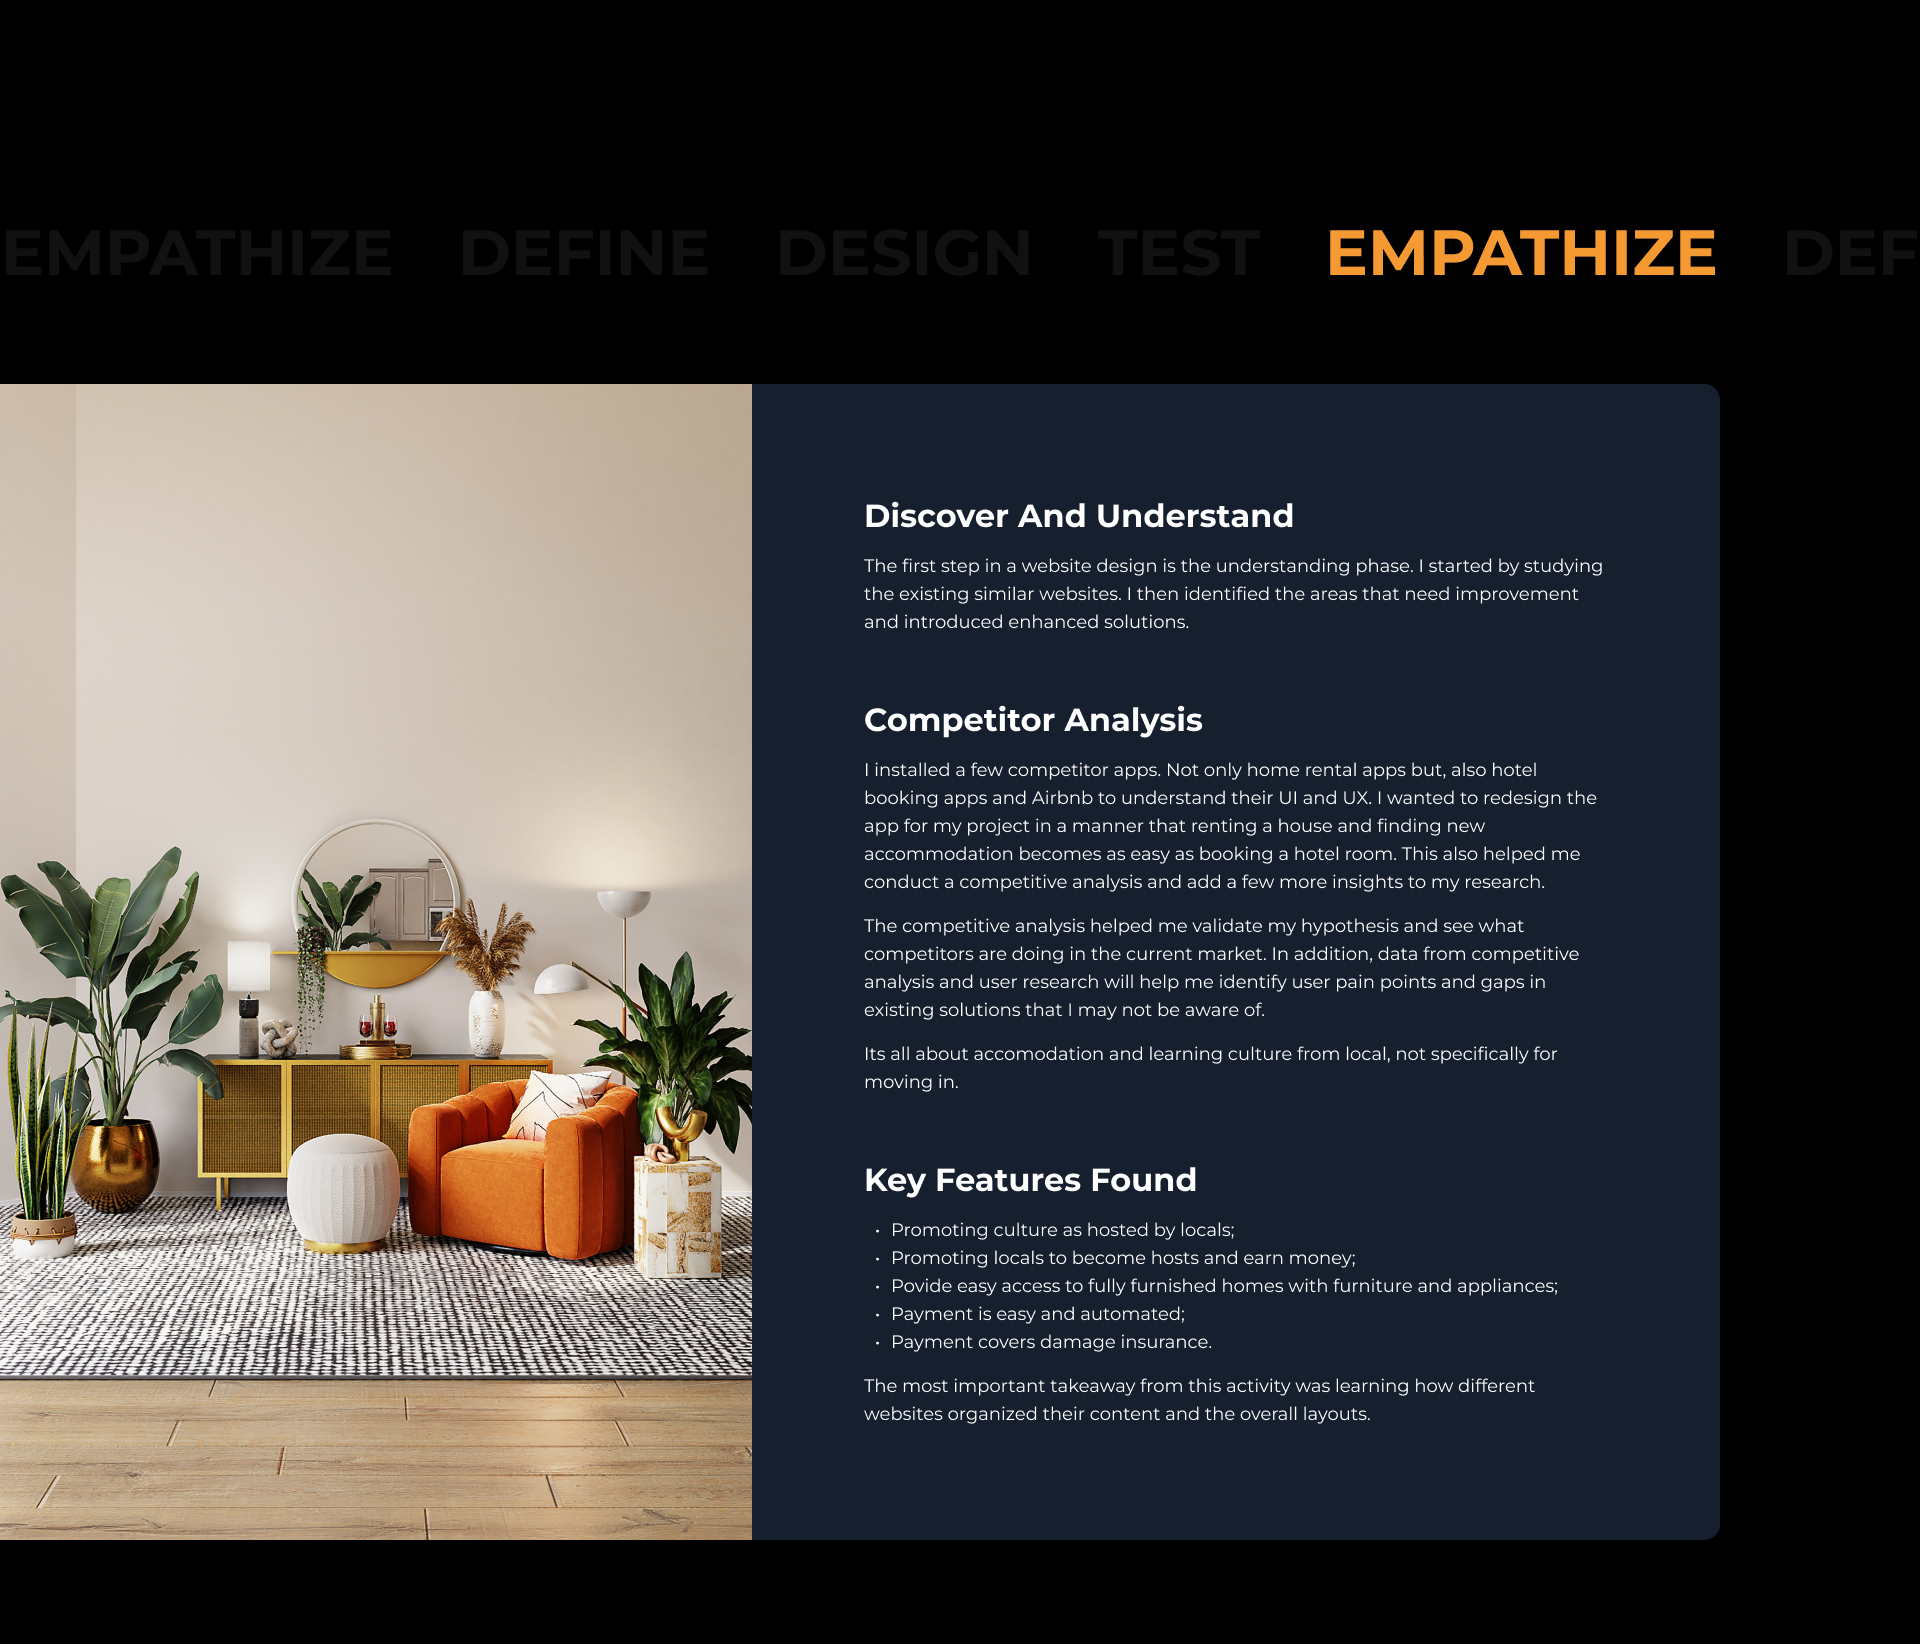 EMPATHIZE DEFINE DESIGN TEST EMPATHIZE DEF
Discover And Understand
The first step in a website design is the understanding phase. I started by studying
the existing similar websites. I then identified the areas that need improvement
and introduced enhanced solutions.
Competitor Analysis
I installed a few competitor apps. Not only home rental apps but, also hotel
booking apps and Airbnb to understand their UI and UX. I wanted to redesign the
app for my project in a manner that renting a house and finding new
accommodation becomes as easy as booking a hotel room. This also helped me
conduct a competitive analysis and add a few more insights to my research.
The competitive analysis helped me validate my hypothesis and see what
competitors are doing in the current market. In addition, data from competitive
analysis and user research will help me identify user pain points and gaps in
existing solutions that I may not be aware of.
Its all about accomodation and learning culture from local, not specifically for
moving in.
Key Features Found
• Promoting culture as hosted by locals;
• Promoting locals to become hosts and earn money;
• Povide easy access to fully furnished homes with furniture and appliances;
• Payment is easy and automated;
• Payment covers damage insurance.
The most important takeaway from this activity was learning how different
websites organized their content and the overall layouts.